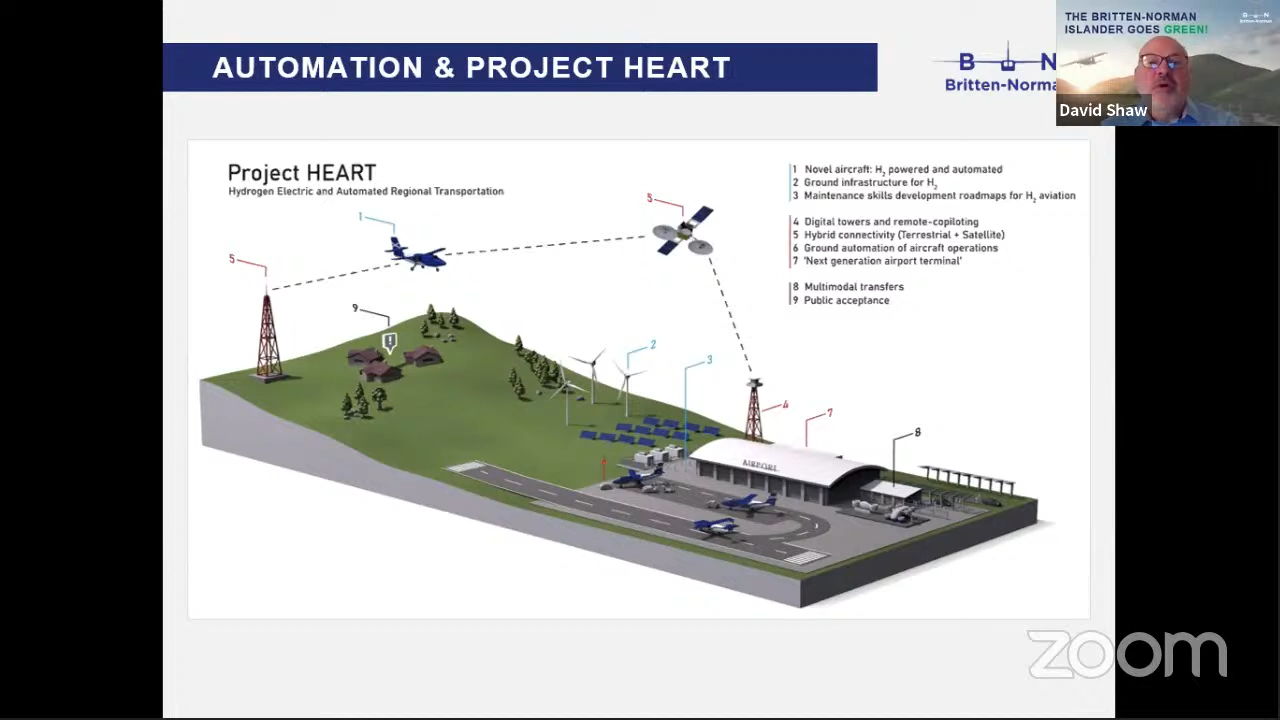 THE BRITTEN-NORMAN
ISLANDER GOES GREEN!
B N
Britten-Norman
David Shaw
AUTOMATION & PROJECT HEART
B N
Britten-Norma
Project HEART
Hydrogen Electric and Automated Regional Transportation
1 Novel aircraft: H2 powered and automated
2 Ground infrastructure for H2
3 Maintenance skills development roadmaps for H2 aviation
4 Digital towers and remote-copiloting
5 Hybrid connectivity (Terrestrial + Satellite)
6 Ground automation of aircraft operations
7 'Next generation airport terminal'
8 Multimodal transfers
9 Public acceptance
1
5
5
9
!
2
3
4
7
8
6
AIRPORT
zoom